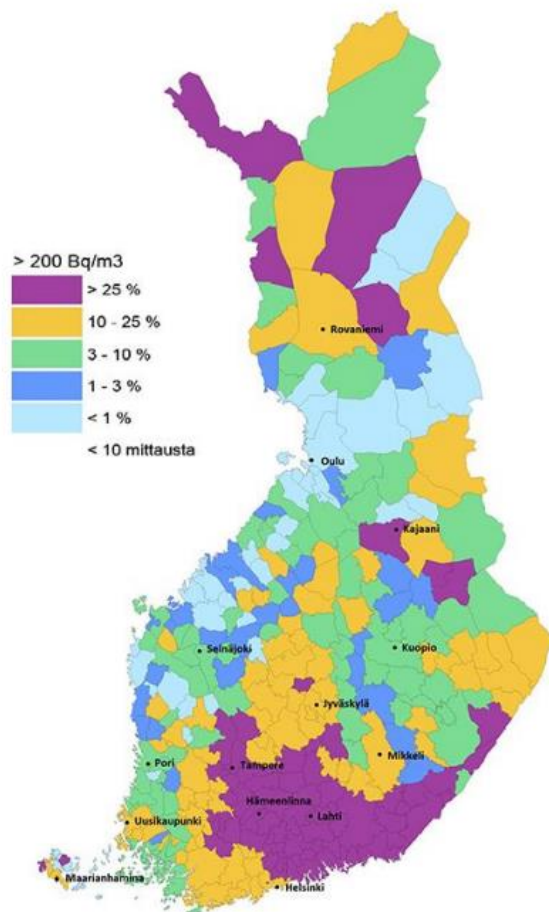 > 200 Bq/m3
> 25 %
10 - 25 %
3 - 10 %
1 - 3 %
< 1 %
< 10 mittausta
Rovaniemi
Oulu
Kajaani
Seinäjoki
Kuopio
Jyväskylä
Mikkeli
Pori
Tampere
Hämeenlinna
Lahti
Uusikaupunki
Maarianhamina
Helsinki